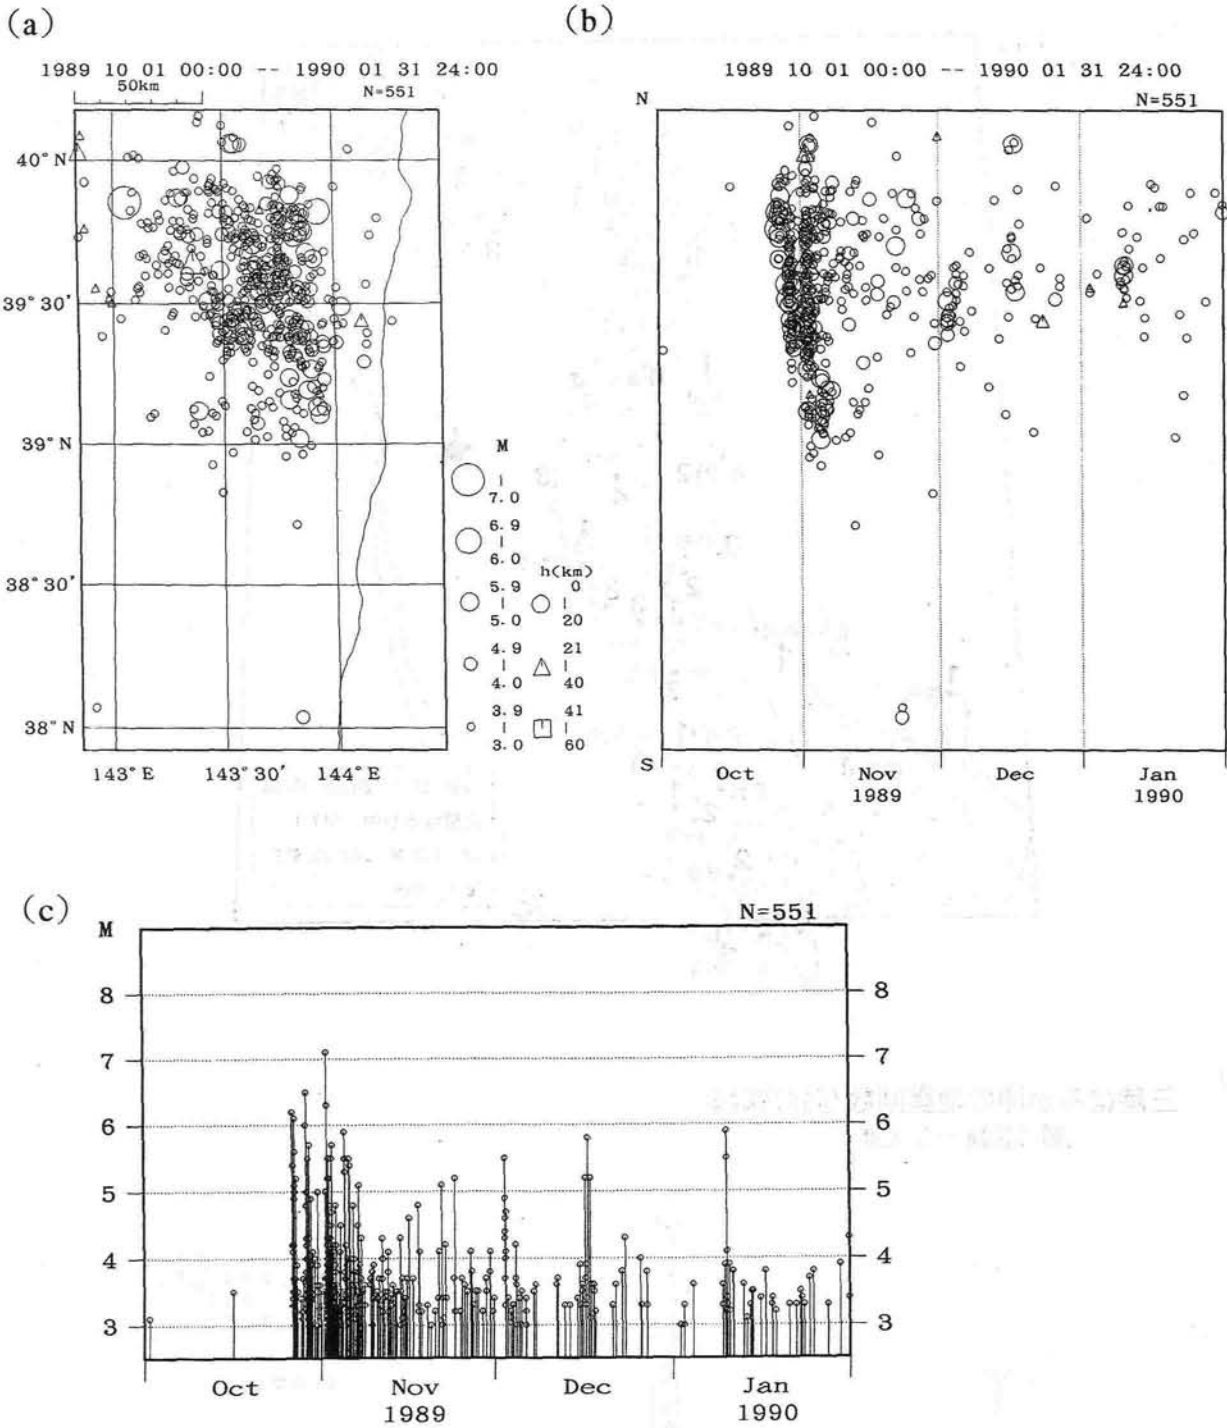 (a)
1989 10 01 00:00 -- 1990 01 31 24:00
50km
N=551
40°N
39°30′
39°N
38°30′
38°N
143°E 143°30′ 144°E
M
7.0
6.9
6.0
5.9
5.0
4.9
4.0
3.9
3.0
h(km)
0
20
21
40
41
60
(b)
1989 10 01 00:00 -- 1990 01 31 24:00
N
N=551
S
Oct Nov Dec Jan
1989 1990
(c)
M
N=551
8 8
7 7
6 6
5 5
4 4
3 3
Oct Nov Dec Jan
1989 1990